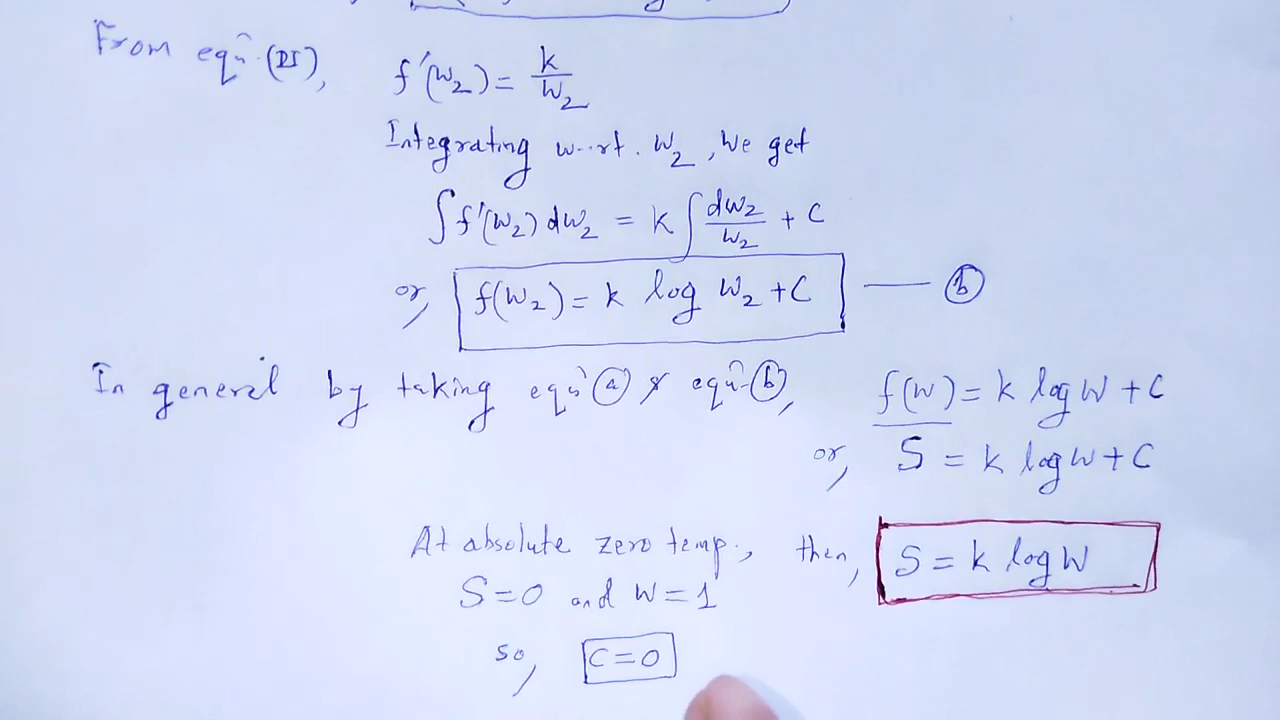 From eqn. (IV), f'(W₂) = k/W₂
Integrating w.r.t. W₂, we get
∫f'(W₂) dW₂ = k ∫ dW₂/W₂ + C
or, f(W₂) = k log W₂ + C — (b)
In general by taking eqn (a) & eqn (b), f(W) = k log W + C
or, S = k log W + C
At absolute zero temp., then, S = k log W
S = 0 and W = 1
so, C = 0